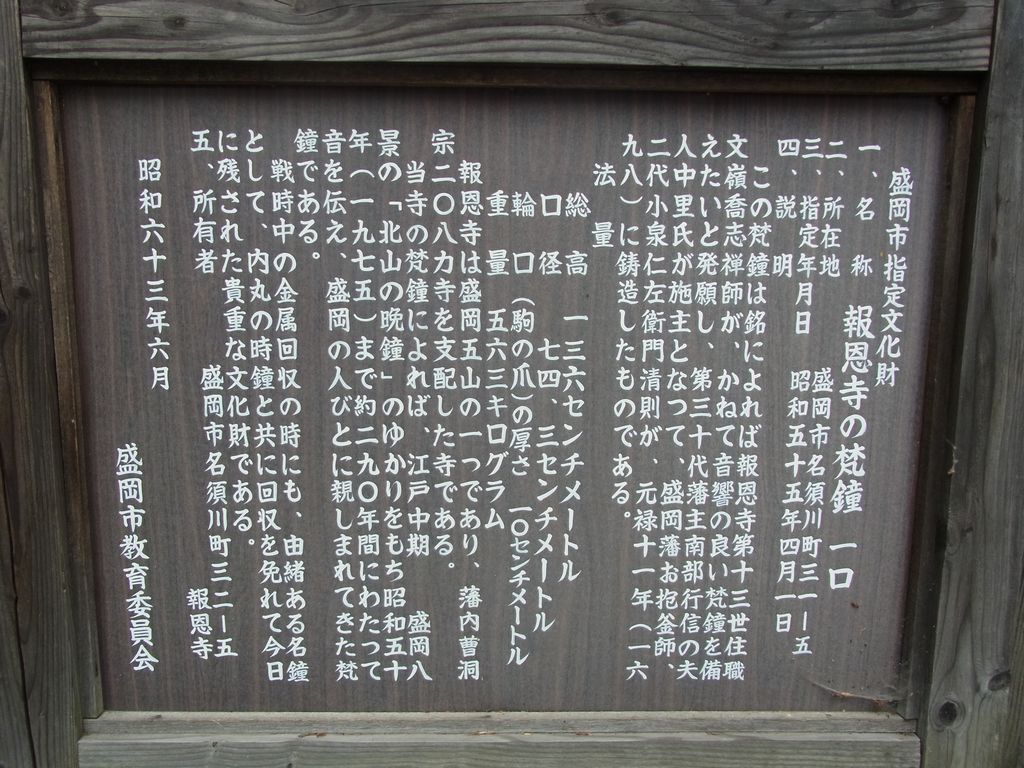 盛岡市指定文化財
一、名称　報恩寺の梵鐘　一口
二、所在地　盛岡市名須川町三一ー五
三、指定年月日　昭和五十五年四月一日
四、説明
この梵鐘は銘によれば報恩寺第十三世住職
文嶺喬志禅師が、かねて音響の良い梵鐘を備
えたいと発願し、第三十代藩主南部行信の夫
人中里氏が施主となつて、盛岡藩お抱釜師、
二代小泉仁左衛門清則が、元禄十一年（一六
九八）に鋳造したものである。
法量
総高　一三六センチメートル
口径　七四、三センチメートル
輪口（駒の爪）の厚さ　一〇センチメートル
重量　五六三キログラム
報恩寺は盛岡五山の一つであり、藩内曹洞
宗二〇八カ寺を支配した寺である。
当寺の梵鐘によれば、江戸中期　盛岡八
景の「北山の晩鐘」のゆかりをもち昭和五十
年（一九七五）まで約二九〇年間にわたって
音を伝え、盛岡の人びとに親しまれてきた梵
鐘である。
戦時中の金属回収の時にも、由緒ある名鐘
として、内丸の時鐘と共に回収を免れて今日
に残された貴重な文化財である。
五、所有者　盛岡市名須川町三二ー五
報恩寺
昭和六十三年六月
盛岡市教育委員会